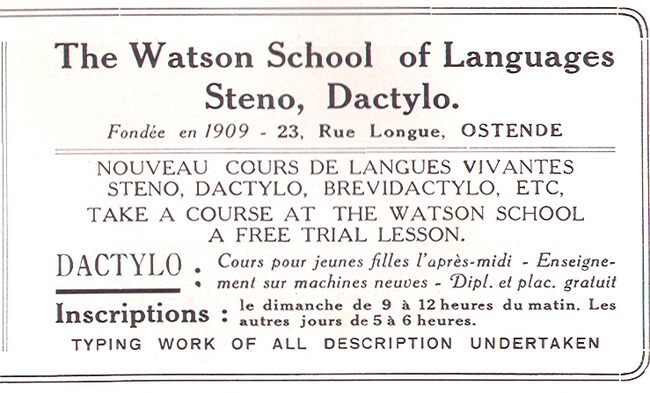 The Watson School of Languages
Steno, Dactylo.
Fondée en 1909 - 23, Rue Longue, OSTENDE
NOUVEAU COURS DE LANGUES VIVANTES
STENO, DACTYLO, BREVIDACTYLO, ETC,
TAKE A COURSE AT THE WATSON SCHOOL
A FREE TRIAL LESSON.
DACTYLO : Cours pour jeunes filles l'après-midi - Enseigne-
ment sur machines neuves - Dipl. et plac. gratuit
Inscriptions : le dimanche de 9 à 12 heures du matin. Les
autres jours de 5 à 6 heures.
TYPING WORK OF ALL DESCRIPTION UNDERTAKEN